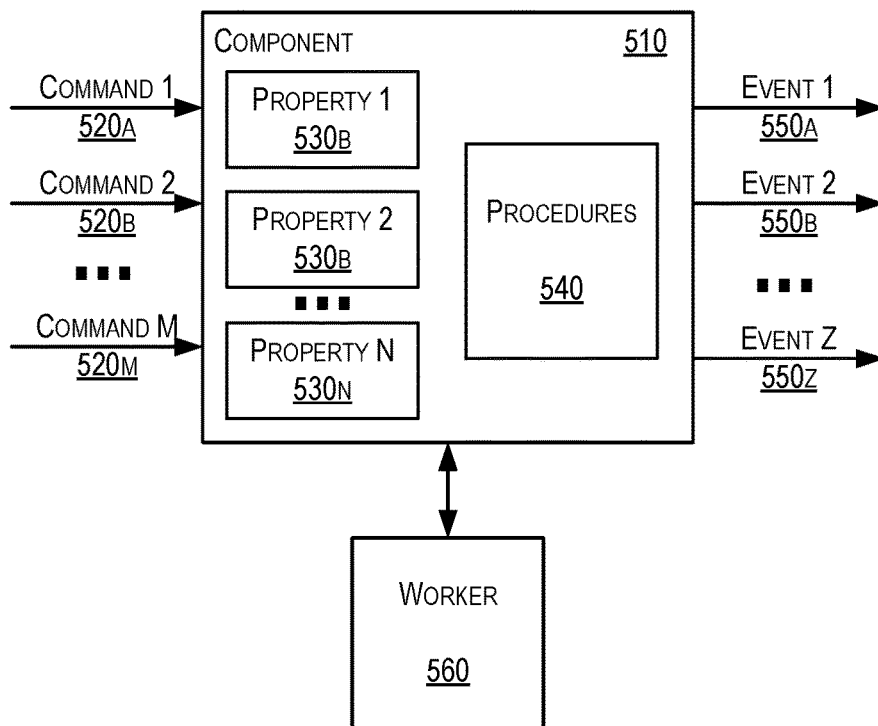 COMPONENT 510
COMMAND 1
520A
COMMAND 2
520B
COMMAND M
520M
PROPERTY 1
530B
PROPERTY 2
530B
PROPERTY N
530N
PROCEDURES
540
EVENT 1
550A
EVENT 2
550B
EVENT Z
550Z
WORKER
560